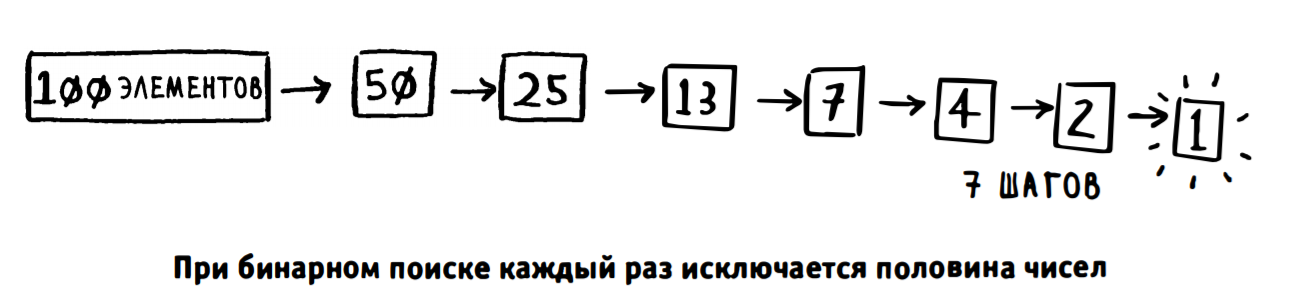 100 ЭЛЕМЕНТОВ → 50 → 25 → 13 → 7 → 4 → 2 → 1
7 ШАГОВ
При бинарном поиске каждый раз исключается половина чисел